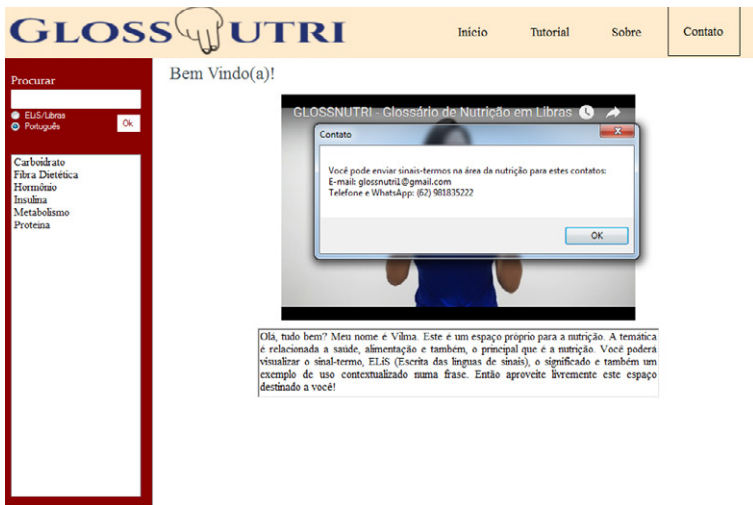 GLOSS UTRI
Início
Tutorial
Sobre
Contato
Procurar
ELiS/Libras
Português
Ok
Carboidrato
Fibra Dietética
Hormônio
Insulina
Metabolismo
Proteína
Bem Vindo(a)!
GLOSSNUTRI - Glossário de Nutrição em Libras
Contato
Você pode enviar sinais-termos na área da nutrição para estes contatos:
E-mail: glossnutri1@gmail.com
Telefone e WhatsApp: (62) 981835222
OK
Olá, tudo bem? Meu nome é Vilma. Este é um espaço próprio para a nutrição. A temática
é relacionada a saúde, alimentação e também, o principal que é a nutrição. Você poderá
visualizar o sinal-termo, ELiS (Escrita das línguas de sinais), o significado e também um
exemplo de uso contextualizado numa frase. Então aproveite livremente este espaço
destinado a você!